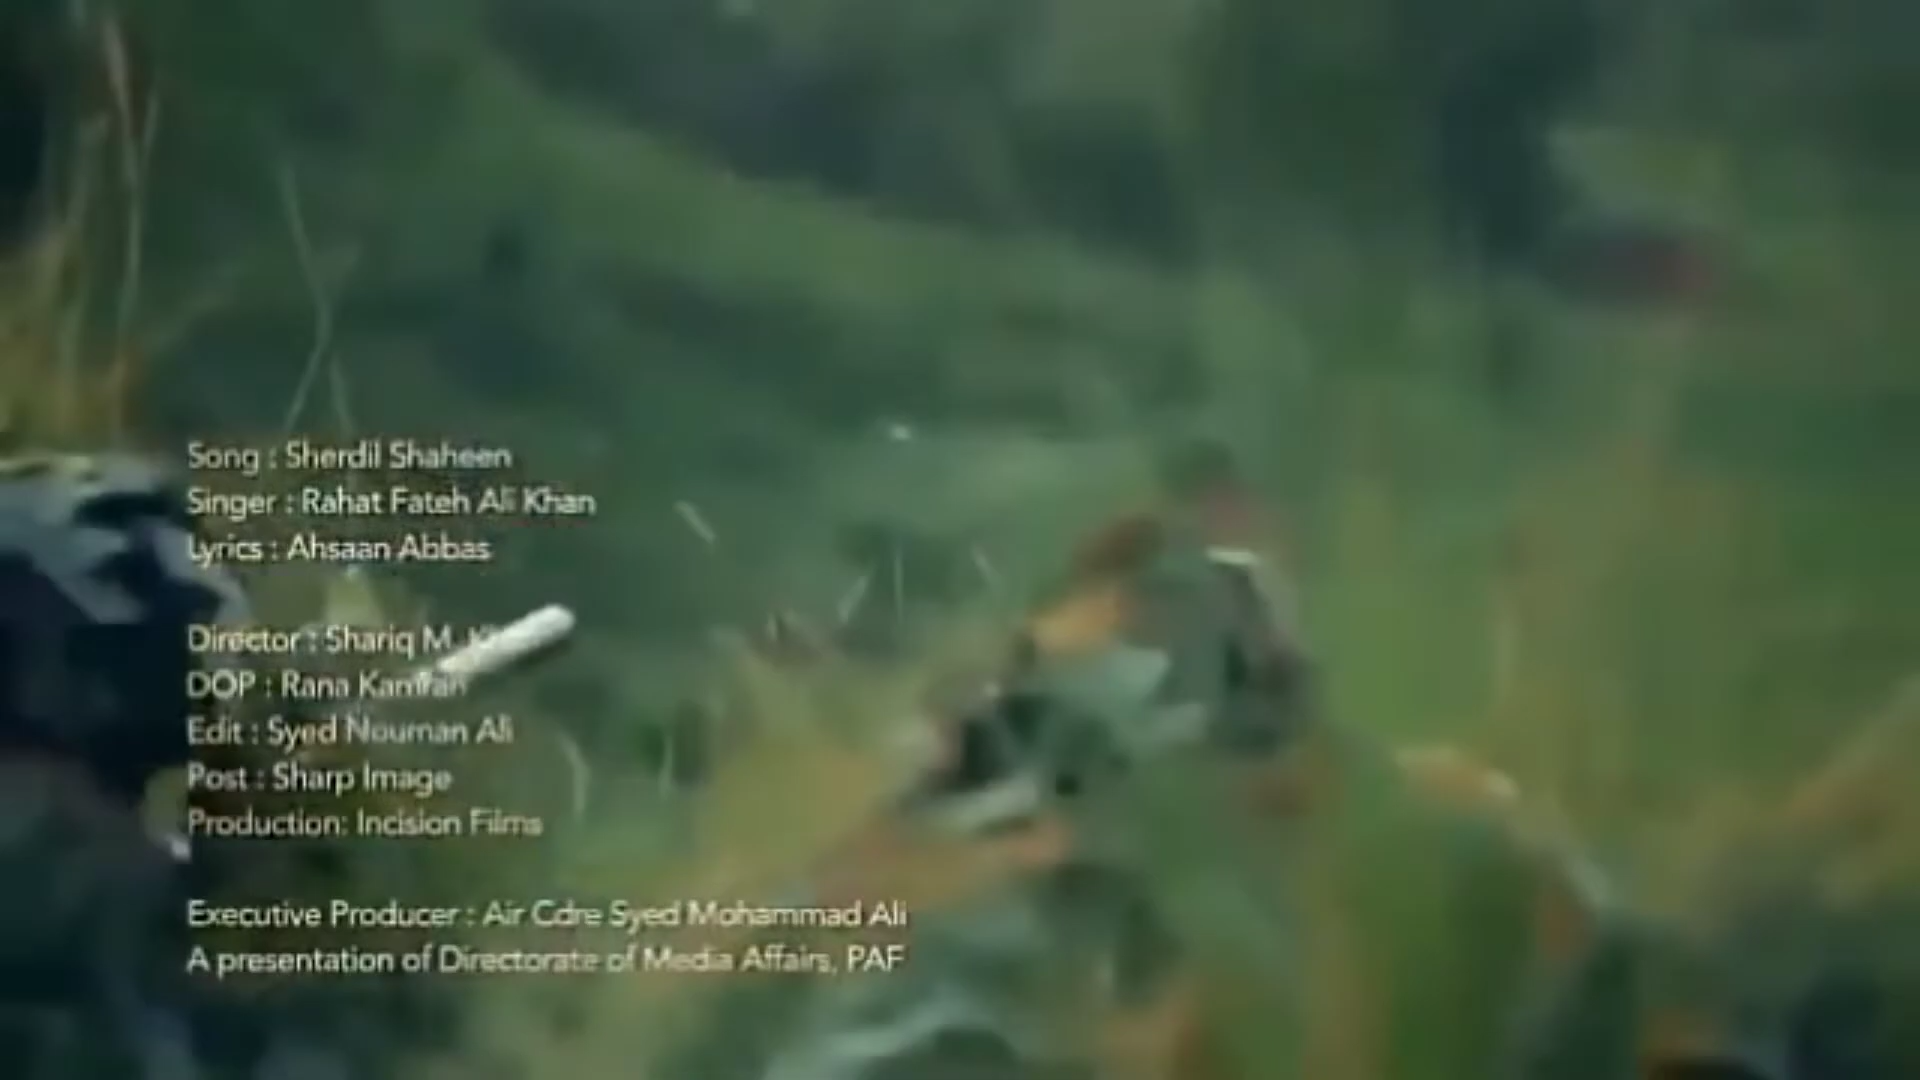 Song : Sherdil Shaheen
Singer : Rahat Fateh Ali Khan
Lyrics : Ahsaan Abbas
Director : Shariq M.
DOP : Rana Kamran
Edit : Syed Nouman Ali
Post : Sharp Image
Production: Incision Films
Executive Producer : Air Cdre Syed Mohammad Ali
A presentation of Directorate of Media Affairs, PAF